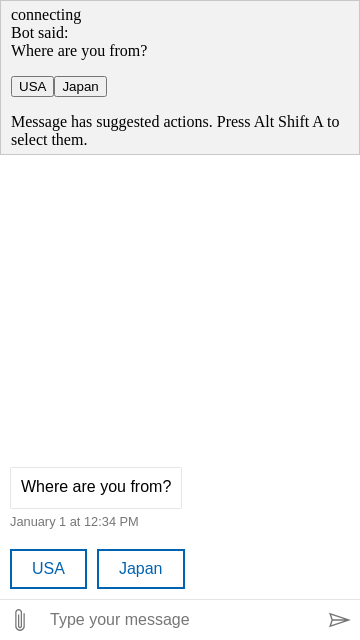 connecting
Bot said:
Where are you from?
USA Japan
Message has suggested actions. Press Alt Shift A to
select them.
Where are you from?
January 1 at 12:34 PM
USA Japan
Type your message